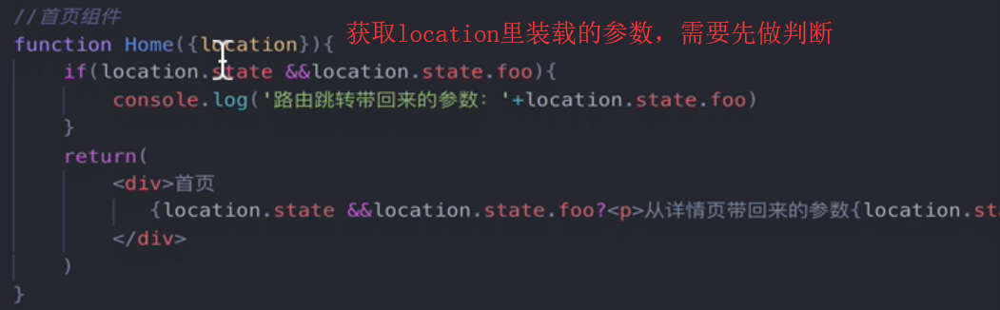 //首页组件
function Home({location}){ 获取location里装载的参数，需要先做判断
if(location.state &&location.state.foo){
console.log('路由跳转带回来的参数：'+location.state.foo)
}
return(
<div>首页
{location.state &&location.state.foo?<p>从详情页带回来的参数{location.st
</div>
)
}